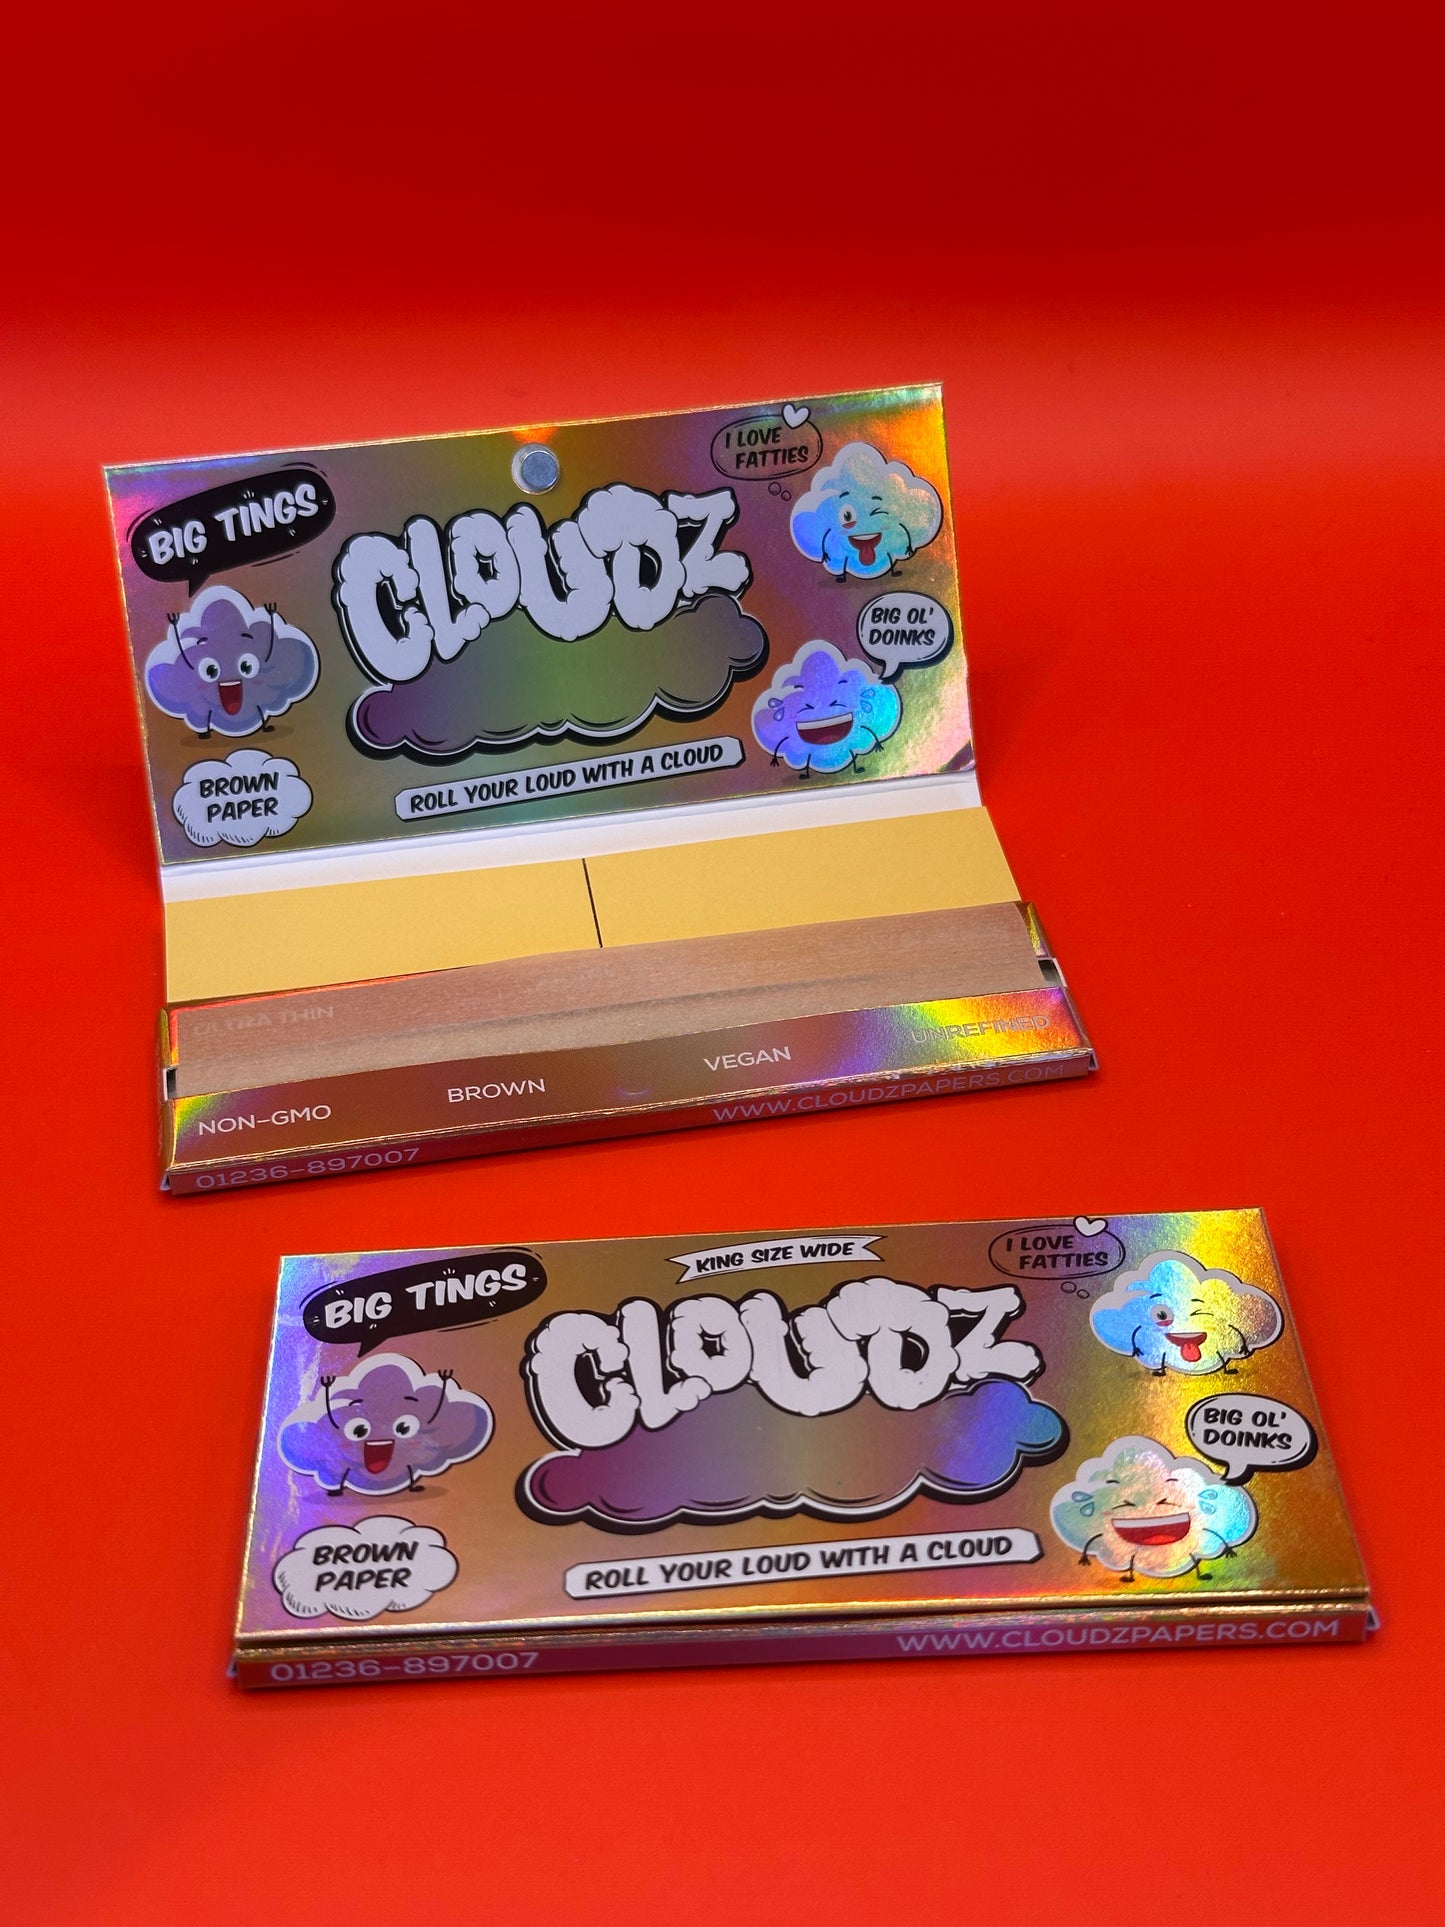 BIG TINGS
I LOVE
FATTIES
CLOUDZ
BIG OL'
DOINKS
BROWN
PAPER
ROLL YOUR LOUD WITH A CLOUD
ULTRA THIN
UNREFINED
VEGAN
BROWN
NON-GMO
WWW.CLOUDZPAPERS.COM
01236-897007
KING SIZE WIDE
BIG TINGS
I LOVE
FATTIES
CLOUDZ
BIG OL'
DOINKS
BROWN
PAPER
ROLL YOUR LOUD WITH A CLOUD
01236-897007
WWW.CLOUDZPAPERS.COM